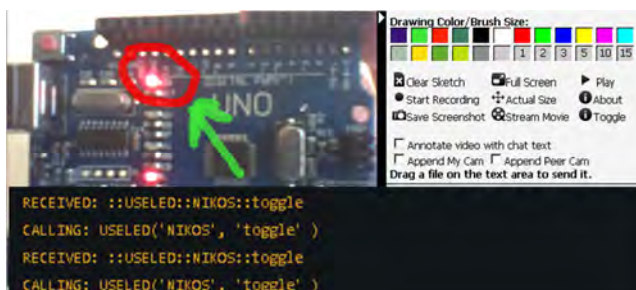 UNO
Drawing Color/Brush Size:
1 2 3 5 10 15
Clear Sketch Full Screen Play
Start Recording Actual Size About
Save Screenshot Stream Movie Toggle
Annotate video with chat text
Append My Cam Append Peer Cam
Drag a file on the text area to send it.
RECEIVED: ::USELED::NIKOS::toggle
CALLING: USELED('NIKOS', 'toggle' )
RECEIVED: ::USELED::NIKOS::toggle
CALLING: USELED('NIKOS', 'toggle' )